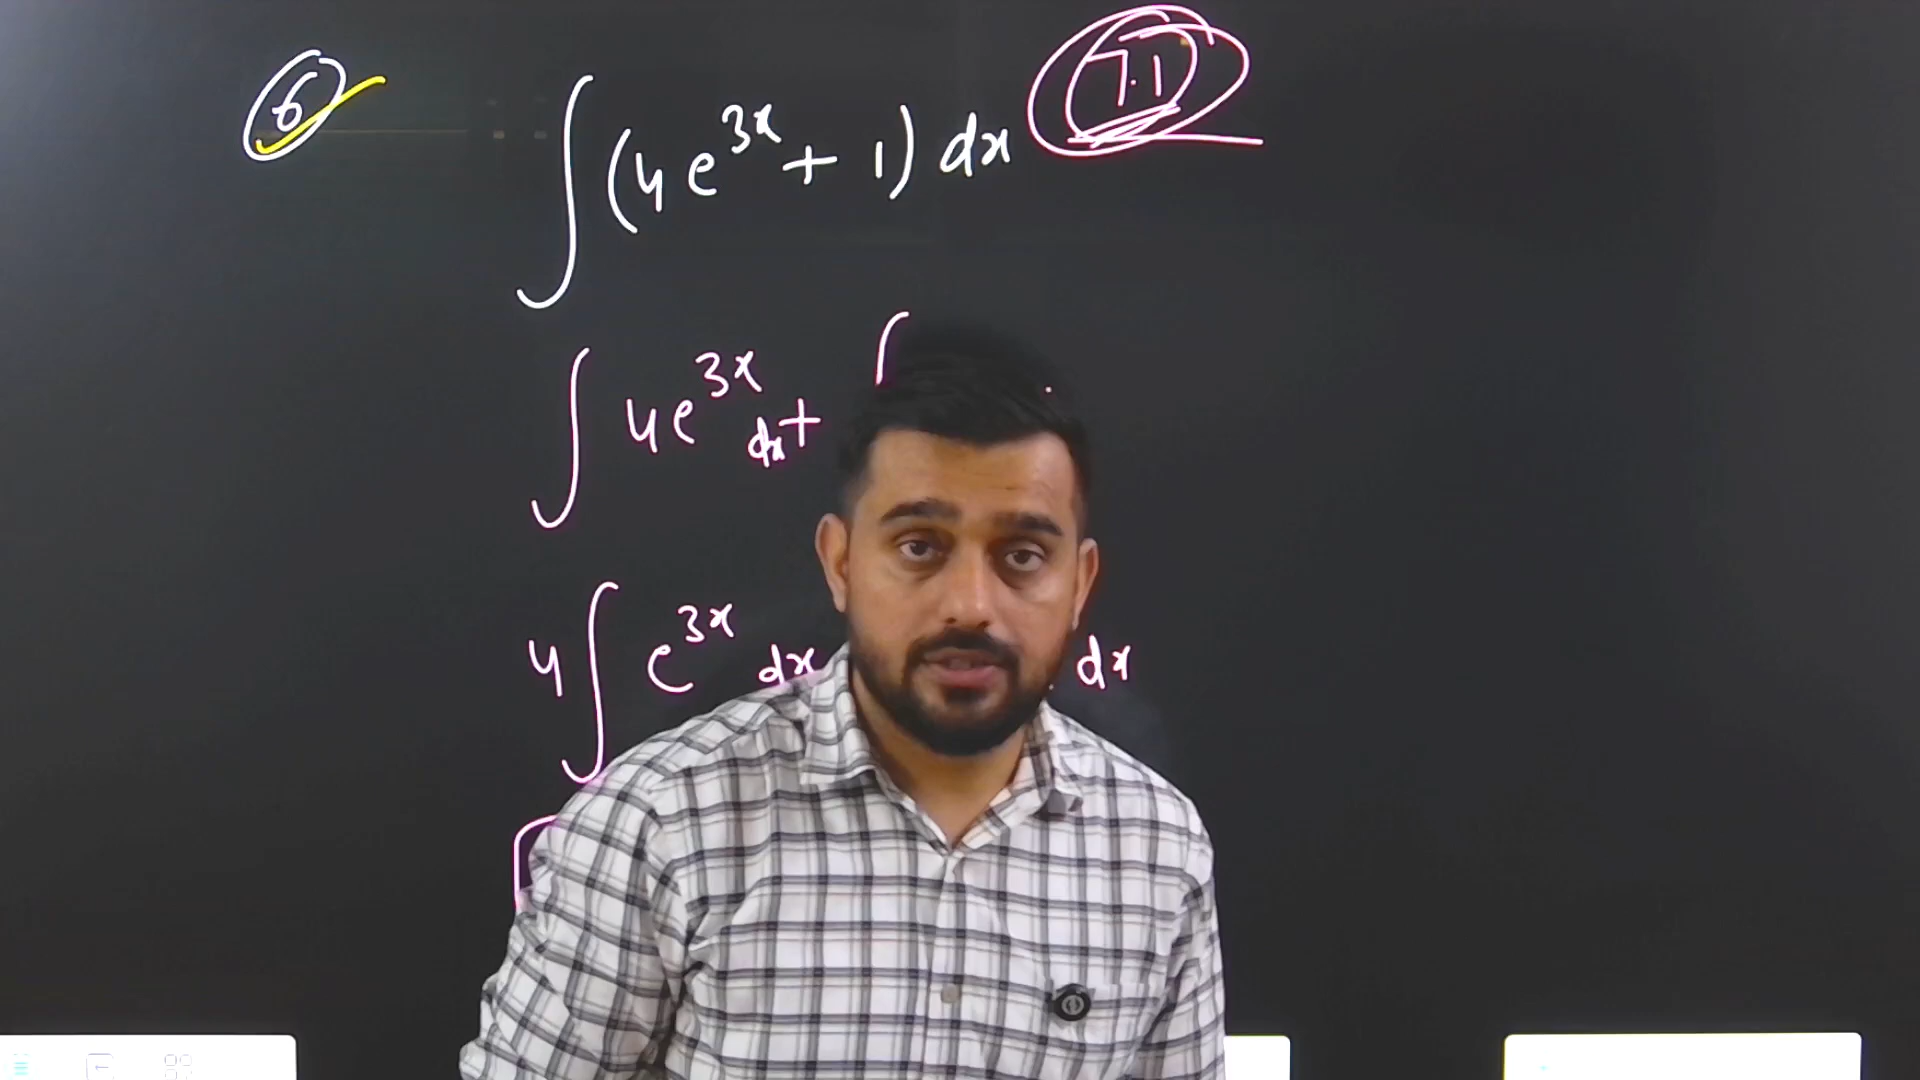 6 ∫(4e^{3x} + 1) dx 7.1
∫ 4e^{3x} dx + ∫
4 ∫ e^{3x} dx dx